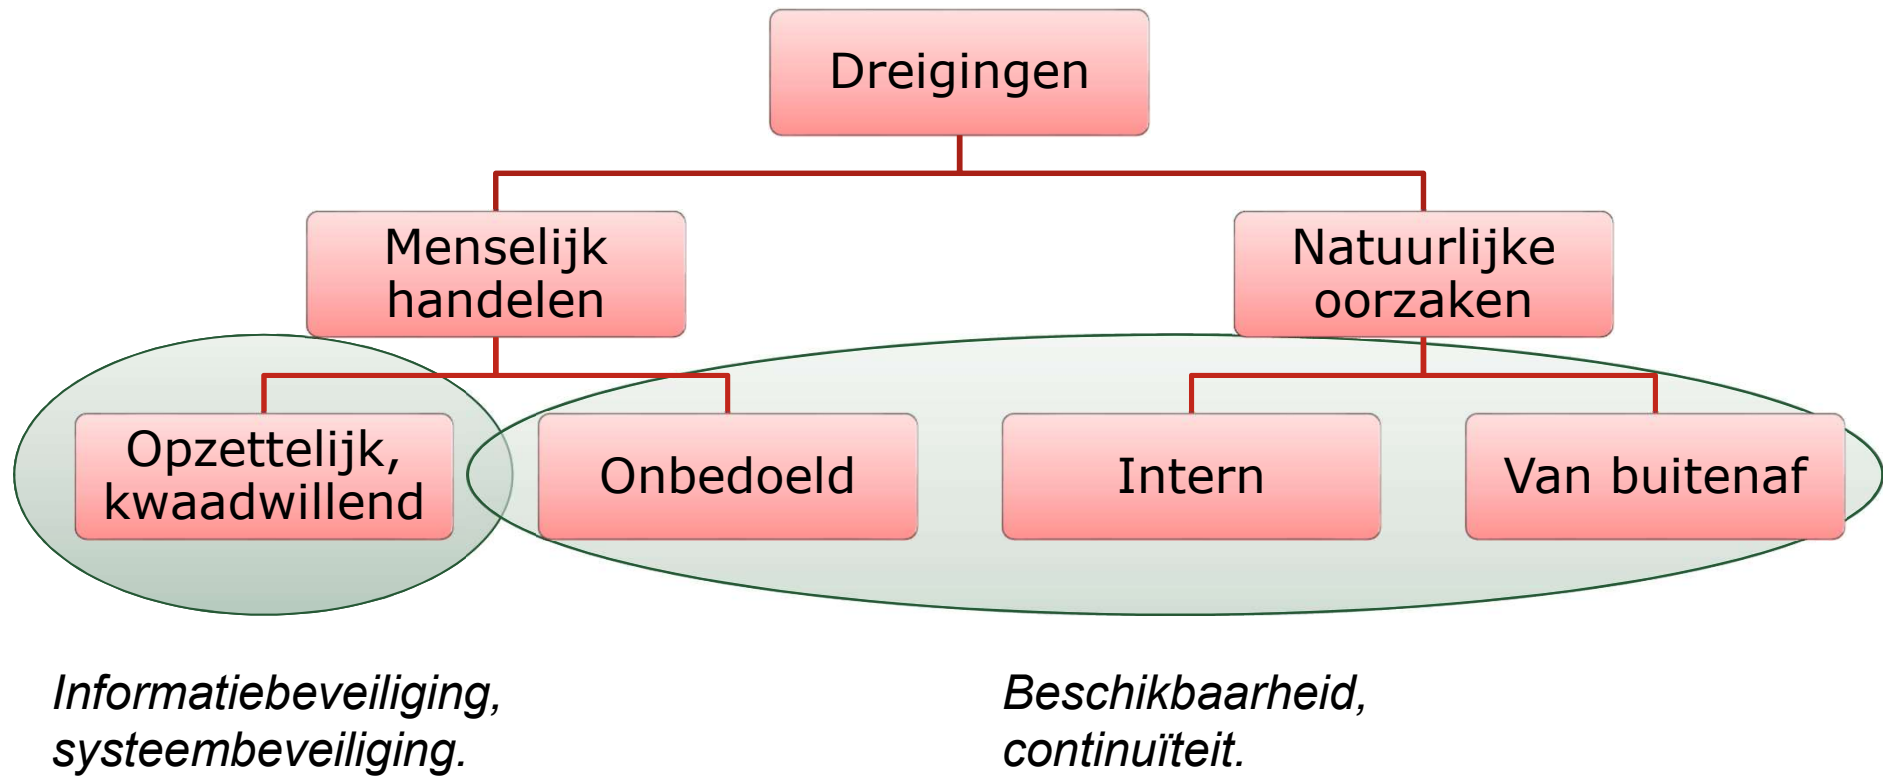 Dreigingen
Menselijk
handelen
Natuurlijke
oorzaken
Opzettelijk,
kwaadwillend
Onbedoeld
Intern
Van buitenaf
Informatiebeveiliging,
systeembeveiliging.
Beschikbaarheid,
continuïteit.